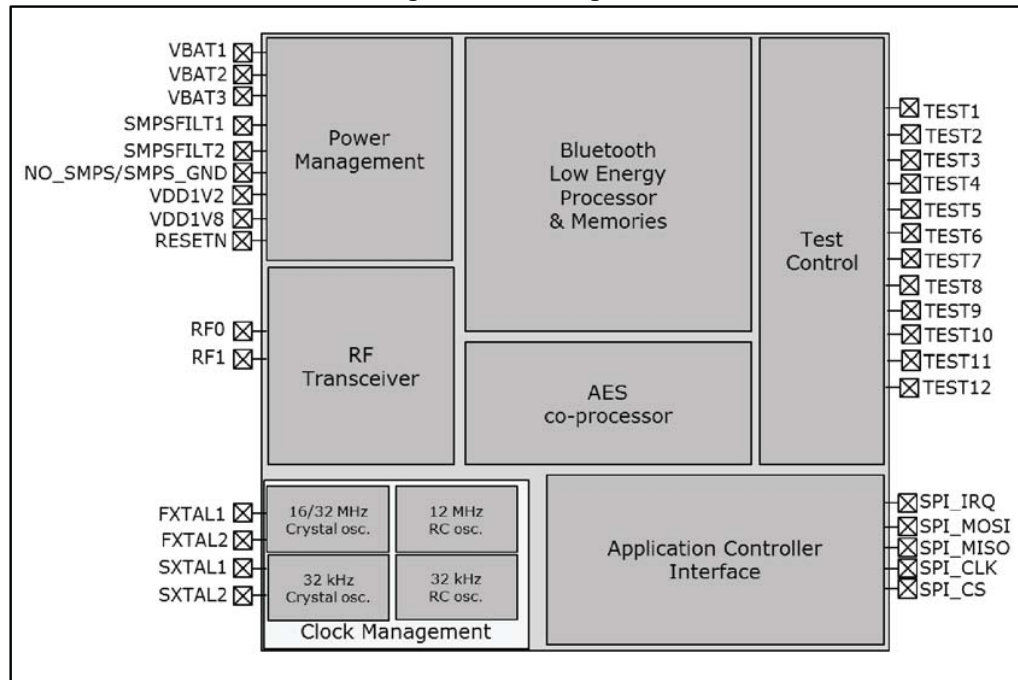 VBAT1
VBAT2
VBAT3
SMPSFILT1
SMPSFILT2
NO_SMPS/SMPS_GND
VDD1V2
VDD1V8
RESETN
RF0
RF1
FXTAL1
FXTAL2
SXTAL1
SXTAL2
Power
Management
RF
Transceiver
Bluetooth
Low Energy
Processor
& Memories
AES
co-processor
Test
Control
16/32 MHz
Crystal osc.
12 MHz
RC osc.
32 kHz
Crystal osc.
32 kHz
RC osc.
Clock Management
Application Controller
Interface
TEST1
TEST2
TEST3
TEST4
TEST5
TEST6
TEST7
TEST8
TEST9
TEST10
TEST11
TEST12
SPI_IRQ
SPI_MOSI
SPI_MISO
SPI_CLK
SPI_CS